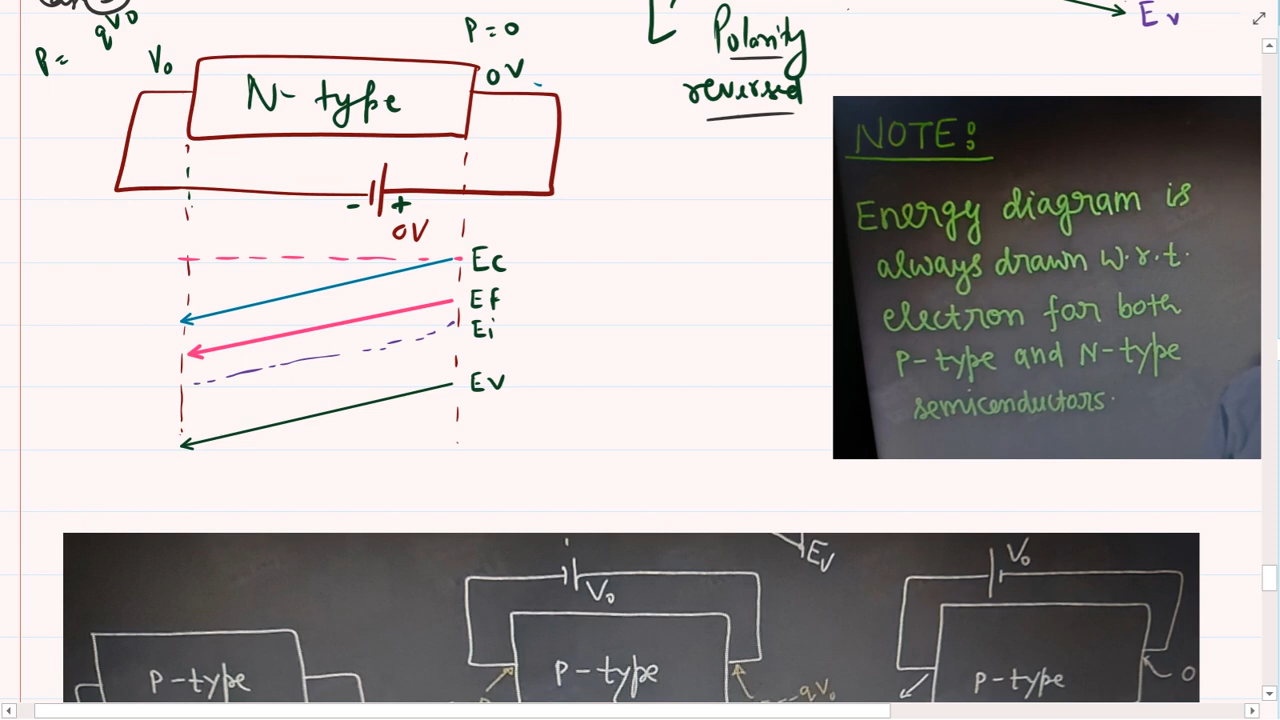 qV₀
P =
V₀
N- type
P = 0
0V
- +
0V
Ec
Ef
Ei
Ev
Polarity
reversed
Ev
NOTE:
Energy diagram is
always drawn w.r.t.
electron for both
P-type and N-type
semiconductors.
Ev
V₀
P-type
P-type
qV₀
V₀
P-type
0